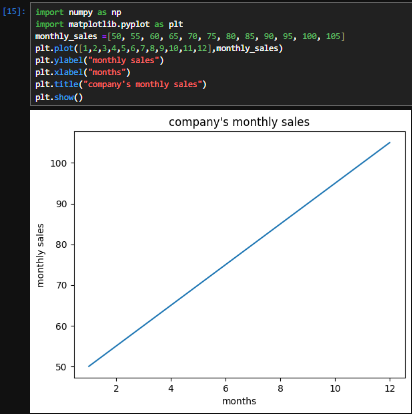 [15]: import numpy as np
import matplotlib.pyplot as plt
monthly_sales =[50, 55, 60, 65, 70, 75, 80, 85, 90, 95, 100, 105]
plt.plot([1,2,3,4,5,6,7,8,9,10,11,12],monthly_sales)
plt.ylabel("monthly sales")
plt.xlabel("months")
plt.title("company's monthly sales")
plt.show()
company's monthly sales
100
90
80
70
60
50
monthly sales
2 4 6 8 10 12
months